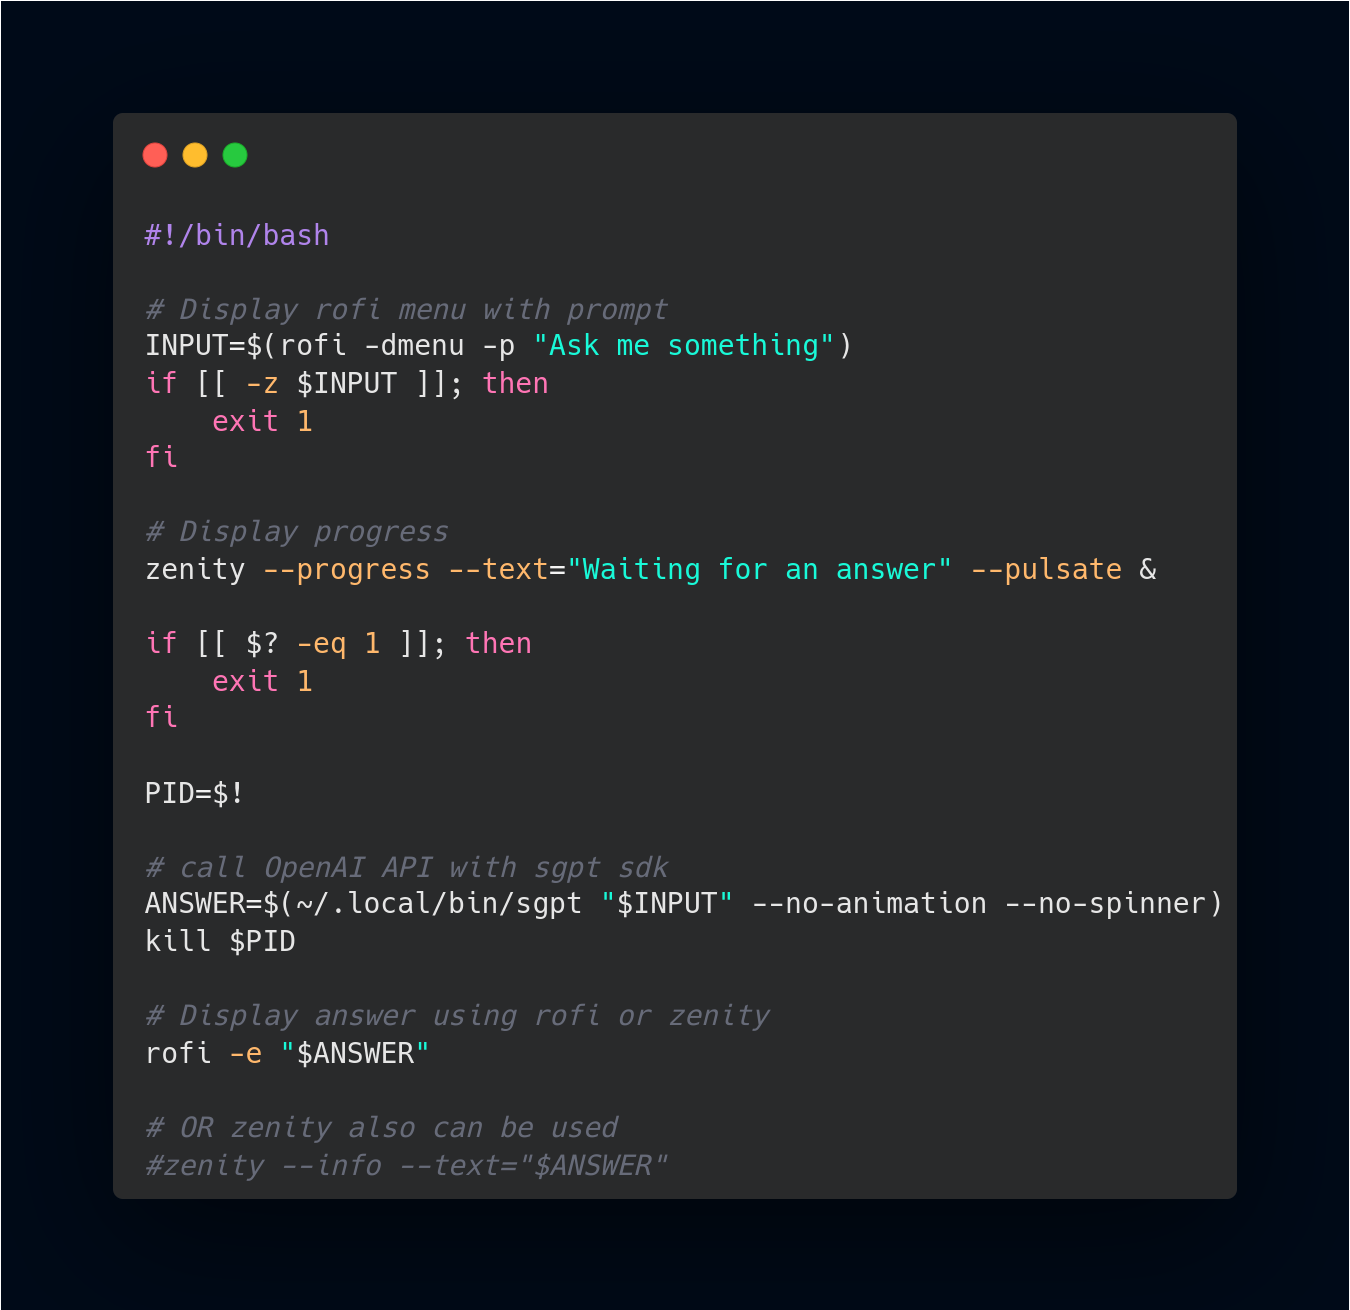 #!/bin/bash

# Display rofi menu with prompt
INPUT=$(rofi -dmenu -p "Ask me something")
if [[ -z $INPUT ]]; then
    exit 1
fi

# Display progress
zenity --progress --text="Waiting for an answer" --pulsate &

if [[ $? -eq 1 ]]; then
    exit 1
fi

PID=$!

# call OpenAI API with sgpt sdk
ANSWER=$(~/.local/bin/sgpt "$INPUT" --no-animation --no-spinner)
kill $PID

# Display answer using rofi or zenity
rofi -e "$ANSWER"

# OR zenity also can be used
#zenity --info --text="$ANSWER"